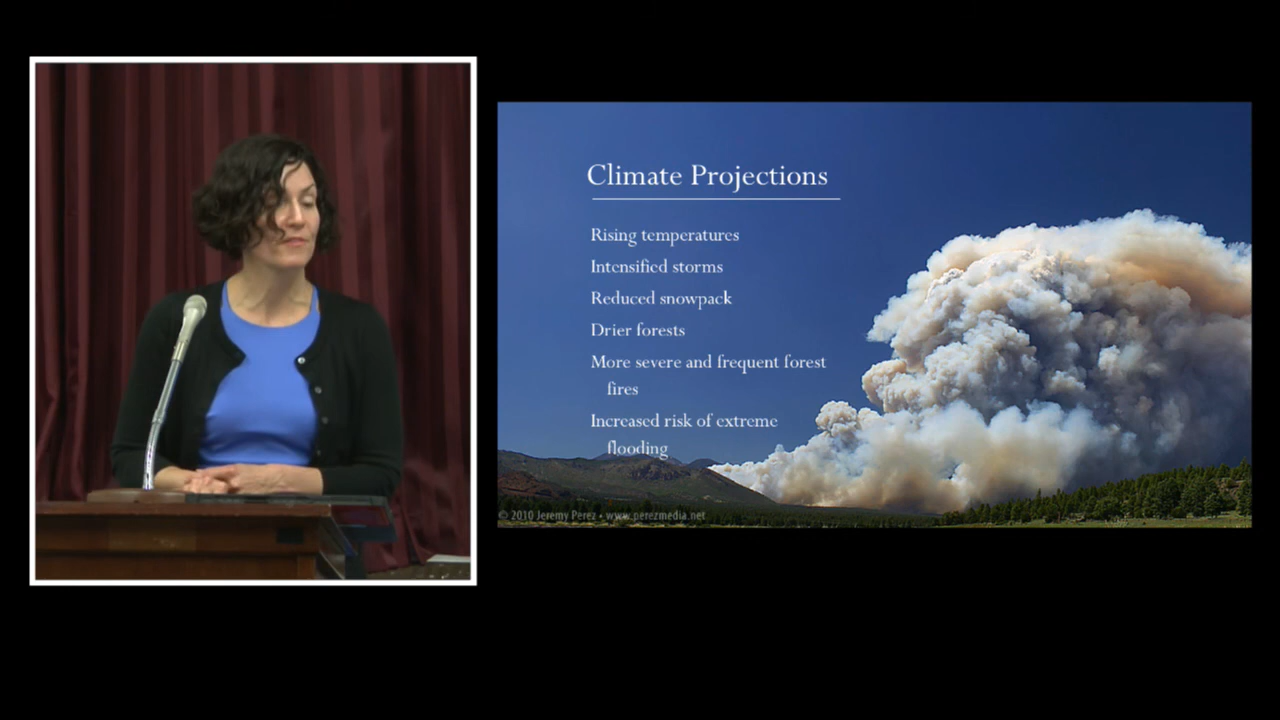 Climate Projections
Rising temperatures
Intensified storms
Reduced snowpack
Drier forests
More severe and frequent forest
fires
Increased risk of extreme
flooding
© 2010 Jeremy Perez • www.perezmedia.net